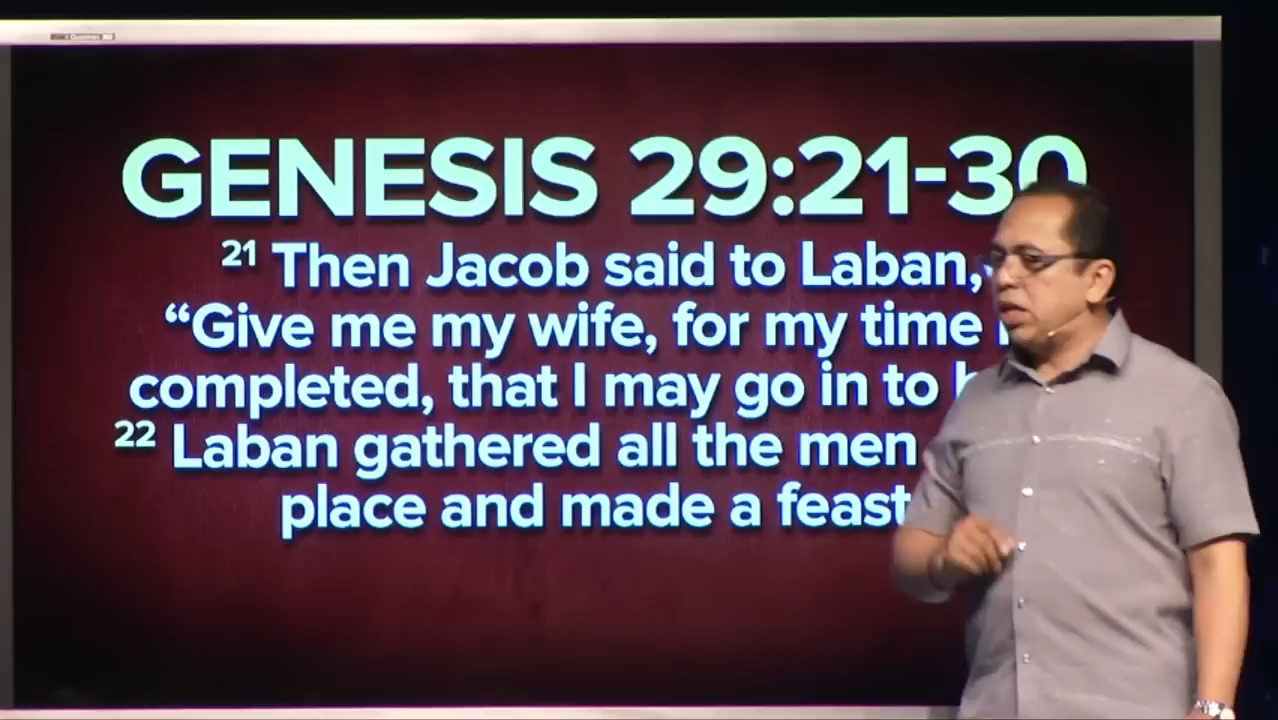 GENESIS 29:21-30
21 Then Jacob said to Laban,
“Give me my wife, for my time
completed, that I may go in to
22 Laban gathered all the men
place and made a feast